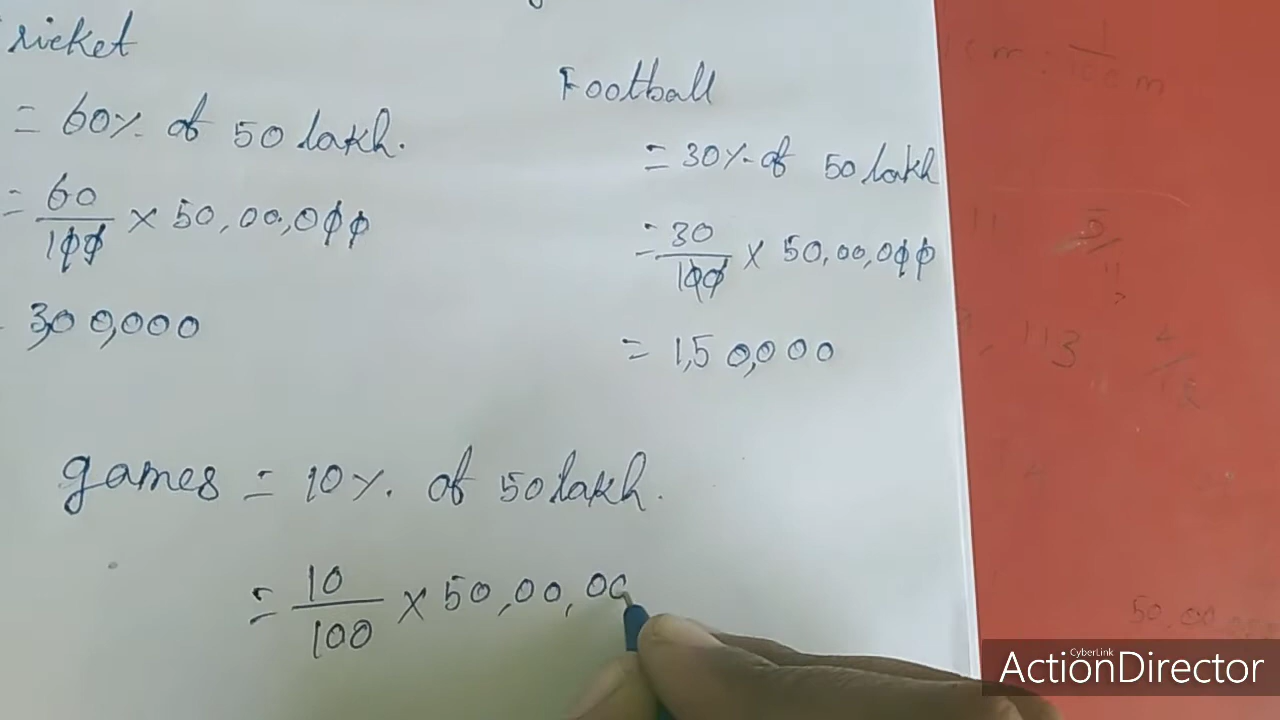 ricket
= 60% of 50 lakh.
= 60/100 × 50,00,000
300,000
Football
= 30% of 50 lakh
= 30/100 × 50,00,000
= 1,50,000
games = 10% of 50 lakh.
= 10/100 × 50,00,00
CyberLink
ActionDirector